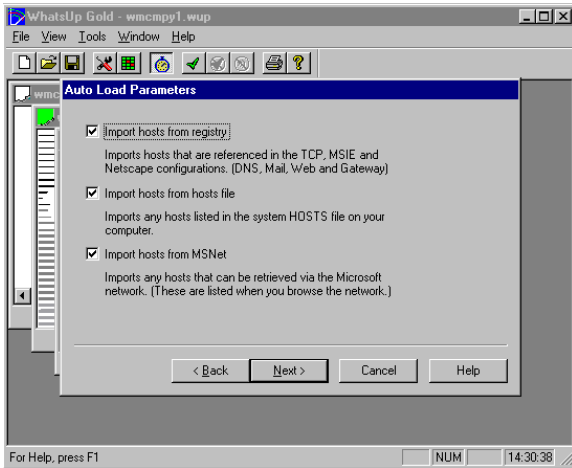 WhatsUp Gold - wmcmpy1.wup
File View Tools Window Help
wmc
Auto Load Parameters
Import hosts from registry
Imports hosts that are referenced in the TCP, MSIE and
Netscape configurations. (DNS, Mail, Web and Gateway)
Import hosts from hosts file
Imports any hosts listed in the system HOSTS file on your
computer.
Import hosts from MSNet
Imports any hosts that can be retrieved via the Microsoft
network. (These are listed when you browse the network.)
< Back Next > Cancel Help
For Help, press F1 NUM 14:30:38